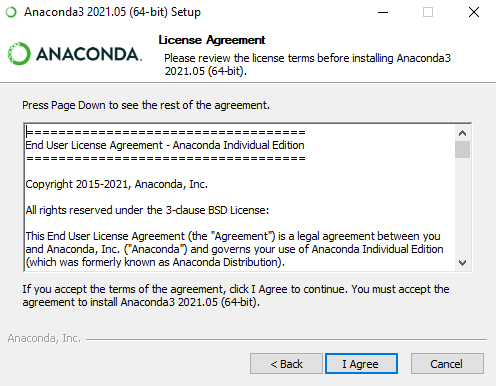 Anaconda3 2021.05 (64-bit) Setup
ANACONDA.
License Agreement
Please review the license terms before installing Anaconda3
2021.05 (64-bit).
Press Page Down to see the rest of the agreement.
======================================
End User License Agreement - Anaconda Individual Edition
======================================
Copyright 2015-2021, Anaconda, Inc.
All rights reserved under the 3-clause BSD License:
This End User License Agreement (the "Agreement") is a legal agreement between you
and Anaconda, Inc. ("Anaconda") and governs your use of Anaconda Individual Edition
(which was formerly known as Anaconda Distribution).
If you accept the terms of the agreement, click I Agree to continue. You must accept the
agreement to install Anaconda3 2021.05 (64-bit).
Anaconda, Inc.
< Back
I Agree
Cancel